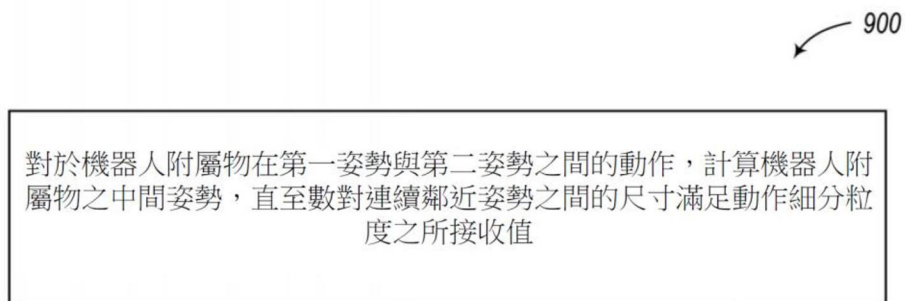 900
對於機器人附屬物在第一姿勢與第二姿勢之間的動作，計算機器人附
屬物之中間姿勢，直至數對連續鄰近姿勢之間的尺寸滿足動作細分粒
度之所接收值